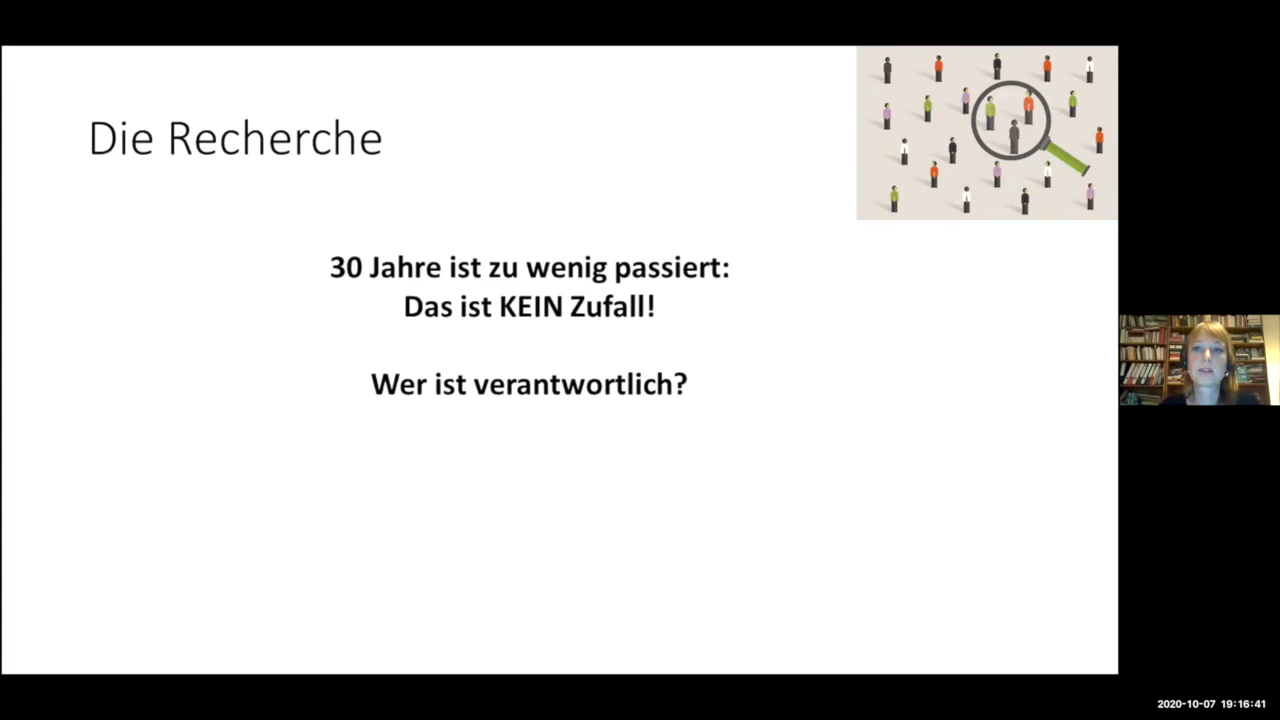 Die Recherche
30 Jahre ist zu wenig passiert:
Das ist KEIN Zufall!
Wer ist verantwortlich?
2020-10-07 19:16:41